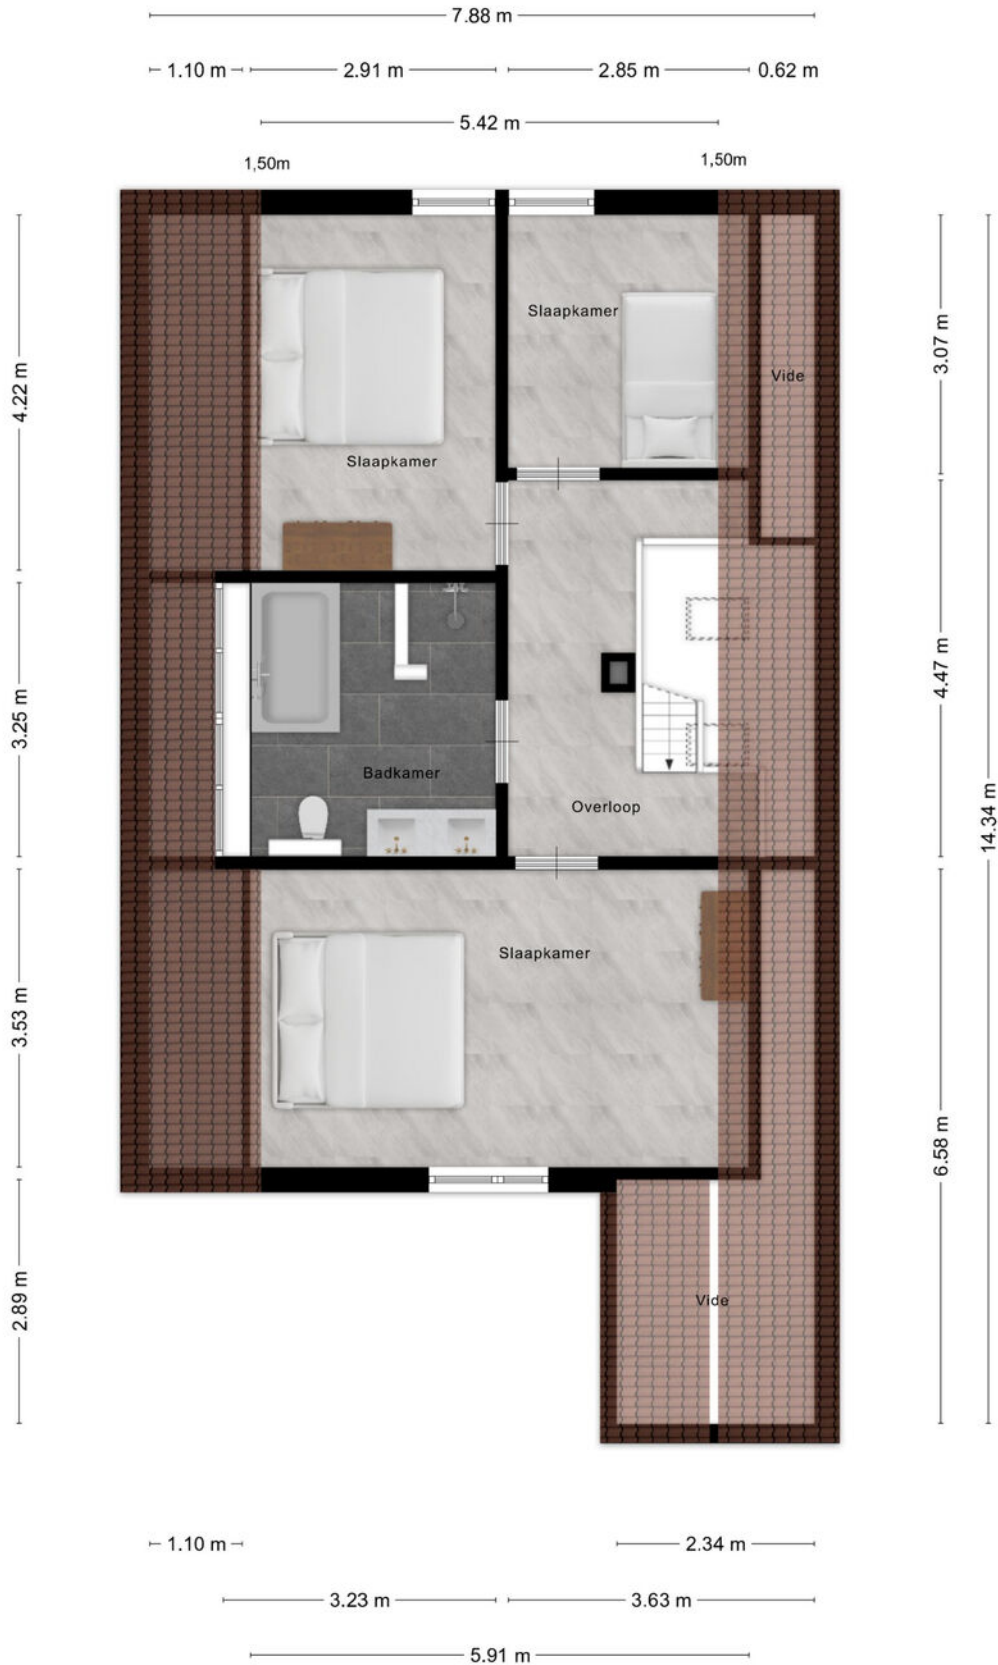 7.88 m
1.10 m
2.91 m
2.85 m
0.62 m
5.42 m
1,50m
1,50m
Slaapkamer
3.07 m
Vide
4.22 m
Slaapkamer
4.47 m
3.25 m
Badkamer
Overloop
14.34 m
Slaapkamer
3.53 m
6.58 m
2.89 m
Vide
1.10 m
2.34 m
3.23 m
3.63 m
5.91 m